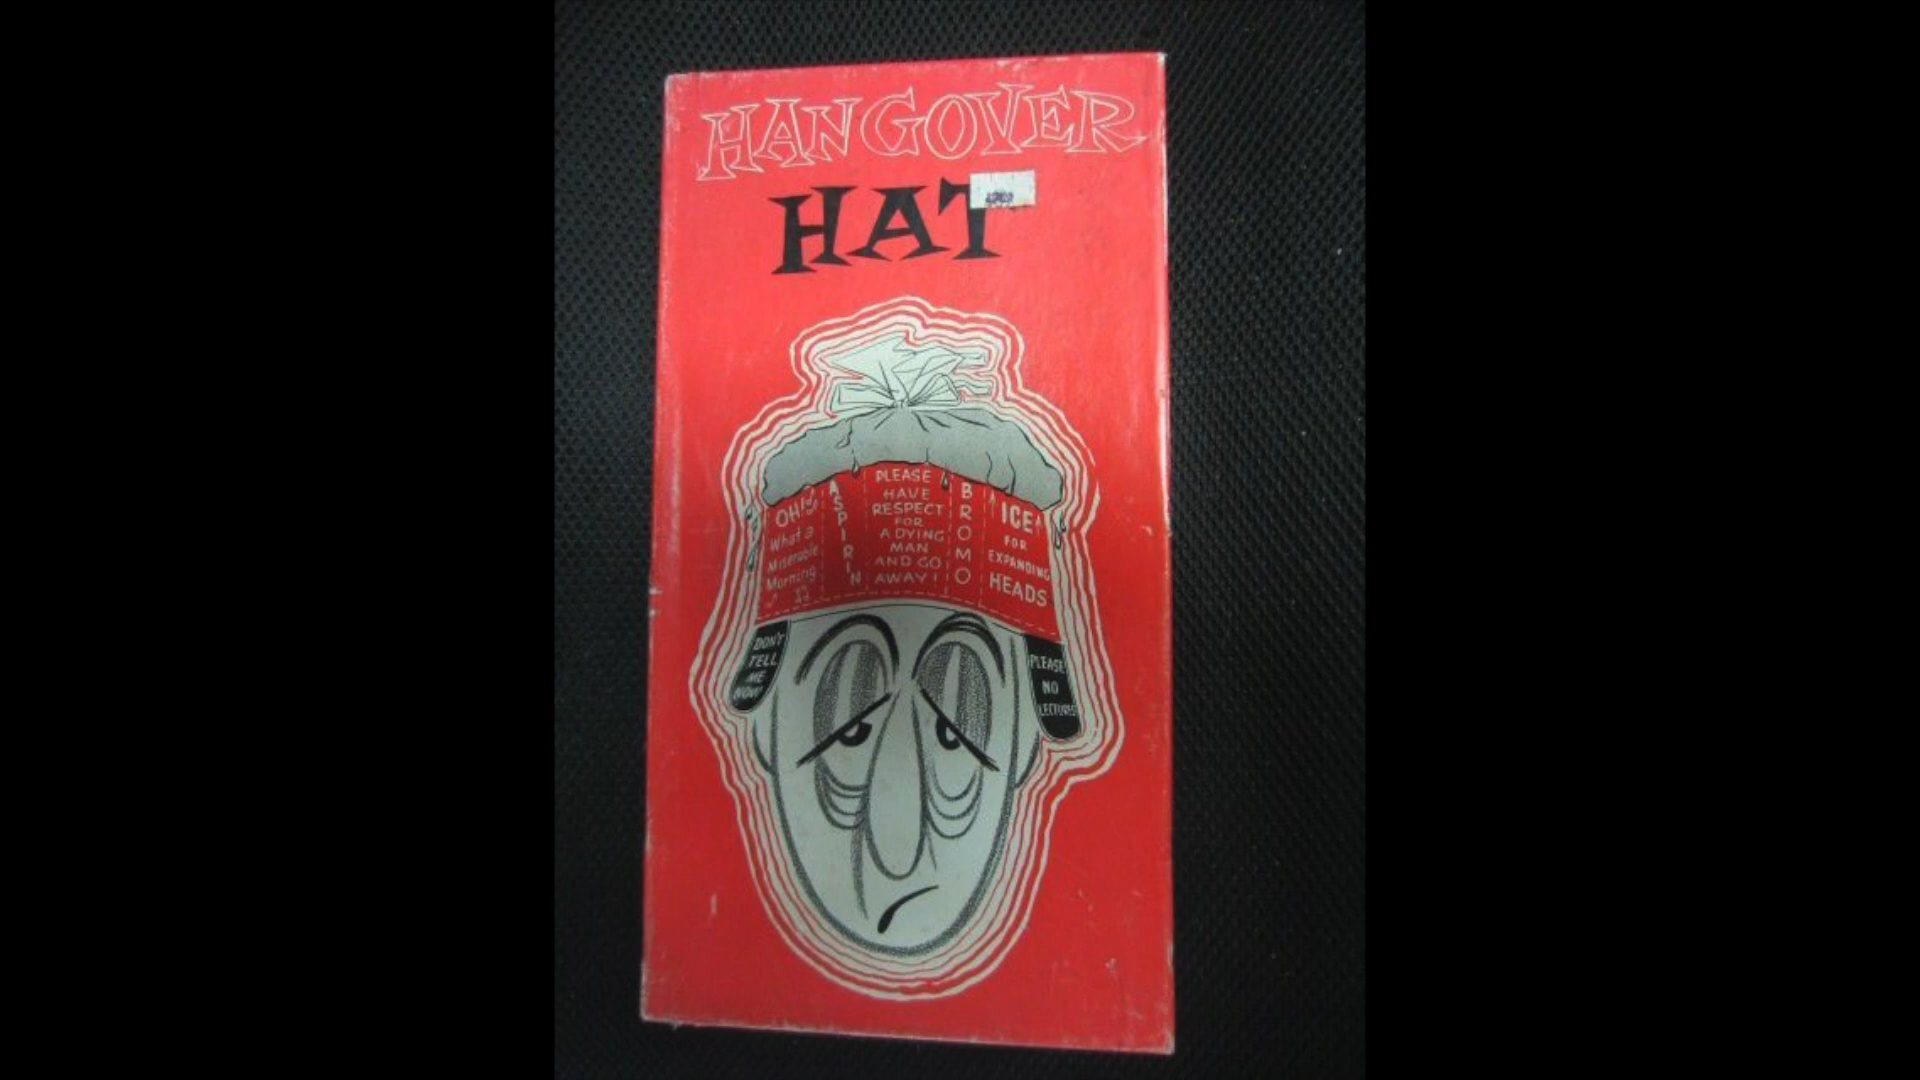 HANGOVER
HAT
OH!
What a
Miserable
Morning
ASPIRIN
PLEASE
HAVE
RESPECT
FOR
A DYING
MAN
AND GO
AWAY!
BROMO
ICE
FOR
EXPANDING
HEADS
DON'T
TELL
ME
NOW!
PLEASE
NO
LECTURES!